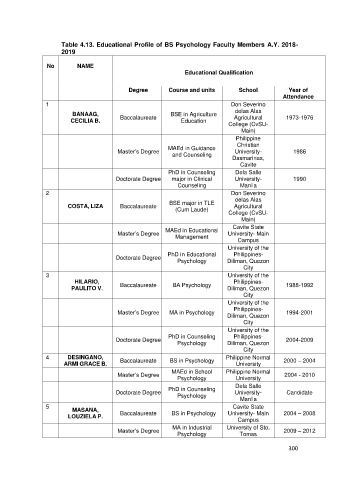 Table 4.13. Educational Profile of BS Psychology Faculty Members A.Y. 2018-
2019
No NAME Educational Qualification
Degree Course and units School Year of
Attendance
1
BANAAG,
CECILIA B.
Baccalaureate
BSE in Agriculture
Education
Don Severino
delas Alas
Agricultural
College (CvSU-
Main)
1973-1976
Master's Degree
MAEd in Guidance
and Counseling
Philippine
Christian
University-
Dasmarinas,
Cavite
1986
Doctorate Degree
PhD in Counseling
major in Clinical
Counseling
Dela Salle
University-
Manila
1990
2
COSTA, LIZA
Baccalaureate
BSE major in TLE
(Cum Laude)
Don Severino
delas Alas
Agricultural
College (CvSU-
Main)
Master's Degree
MAEd in Educational
Management
Cavite State
University- Main
Campus
Doctorate Degree
PhD in Educational
Psychology
University of the
Philippines-
Diliman, Quezon
City
3
HILARIO,
PAULITO V.
Baccalaureate
BA Psychology
University of the
Philippines-
Diliman, Quezon
City
1988-1992
Master's Degree
MA in Psychology
University of the
Philippines-
Diliman, Quezon
City
1994-2001
Doctorate Degree
PhD in Counseling
Psychology
University of the
Philippines-
Diliman, Quezon
City
2004-2009
4
DESINGANO,
ARMI GRACE B.
Baccalaureate
BS in Psychology
Philippine Normal
University
2000 – 2004
Master's Degree
MAEd in School
Psychology
Philippine Normal
University
2004 - 2010
Doctorate Degree
PhD in Counseling
Psychology
Dela Salle
University-
Manila
Candidate
5
MASANA,
LOUZIELA P.
Baccalaureate
BS in Psychology
Cavite State
University- Main
Campus
2004 – 2008
Master's Degree
MA in Industrial
Psychology
University of Sto.
Tomas
2009 – 2012
300